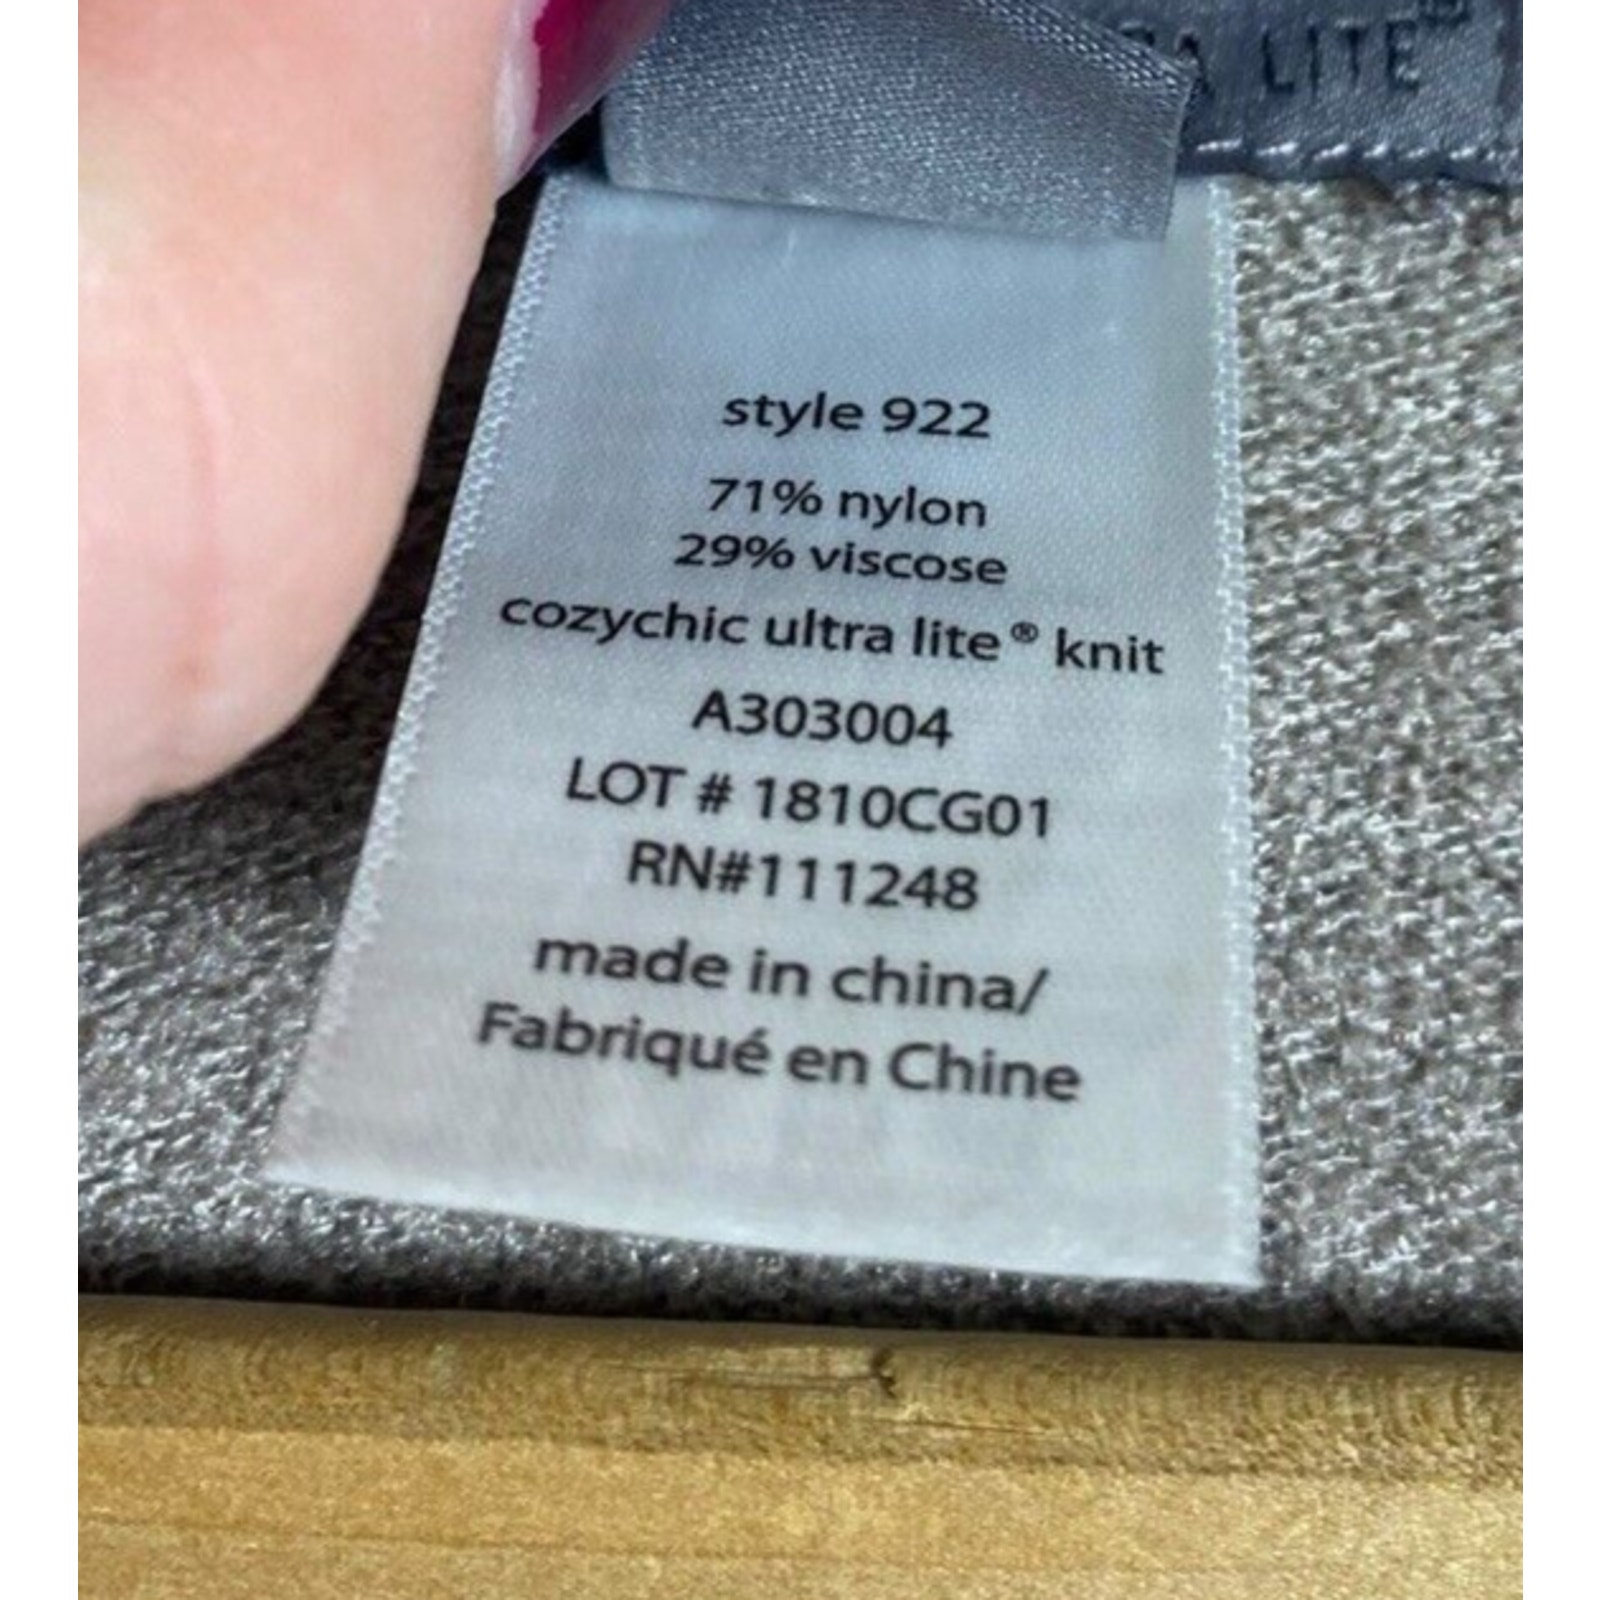 LITE
style 922
71% nylon
29% viscose
cozychic ultra lite® knit
A303004
LOT # 1810CG01
RN#111248
made in china/
Fabriqué en Chine